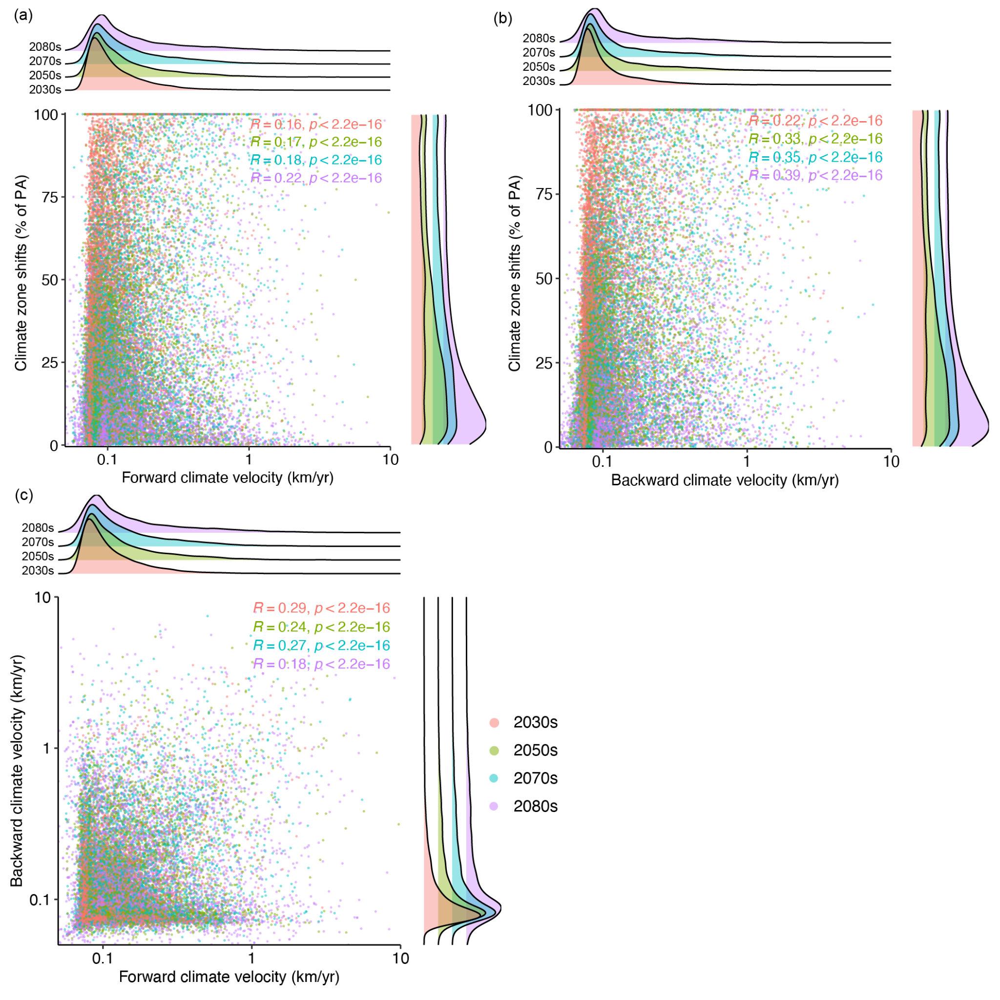 (a)
2080s
2070s
2050s
2030s
100
75
50
25
0
Climate zone shifts (% of PA)
R = 0.16, p < 2.2e−16
R = 0.17, p < 2.2e−16
R = 0.18, p < 2.2e−16
R = 0.22, p < 2.2e−16
0.1 1 10
Forward climate velocity (km/yr)
(b)
2080s
2070s
2050s
2030s
100
75
50
25
0
Climate zone shifts (% of PA)
R = 0.22, p < 2.2e−16
R = 0.33, p < 2.2e−16
R = 0.35, p < 2.2e−16
R = 0.39, p < 2.2e−16
0.1 1 10
Backward climate velocity (km/yr)
(c)
2080s
2070s
2050s
2030s
10
1
0.1
Backward climate velocity (km/yr)
R = 0.29, p < 2.2e−16
R = 0.24, p < 2.2e−16
R = 0.27, p < 2.2e−16
R = 0.18, p < 2.2e−16
0.1 1 10
Forward climate velocity (km/yr)
2030s
2050s
2070s
2080s